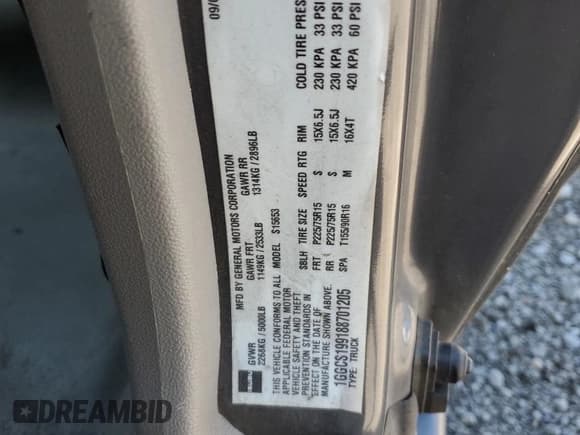 09/0
MFD BY GENERAL MOTORS CORPORATION
GVWR GAWR FRT GAWR RR
2268KG / 5000LB 1149KG / 2533LB 1314KG / 2896LB
THIS VEHICLE CONFORMS TO ALL
APPLICABLE FEDERAL MOTOR
VEHICLE SAFETY AND THEFT
PREVENTION STANDARDS IN
EFFECT ON THE DATE OF
MANUFACTURE SHOWN ABOVE.
1GGCS199188701205
TYPE: TRUCK
MODEL S15653
SBLH TIRE SIZE SPEED RTG RIM COLD TIRE PRES
FRT P225/75R15 S 15X6.5J 230 KPA 33 PSI
RR P225/75R15 S 15X6.5J 230 KPA 33 PSI
SPA T155/90R16 M 16X4T 420 KPA 60 PSI
DREAMBID